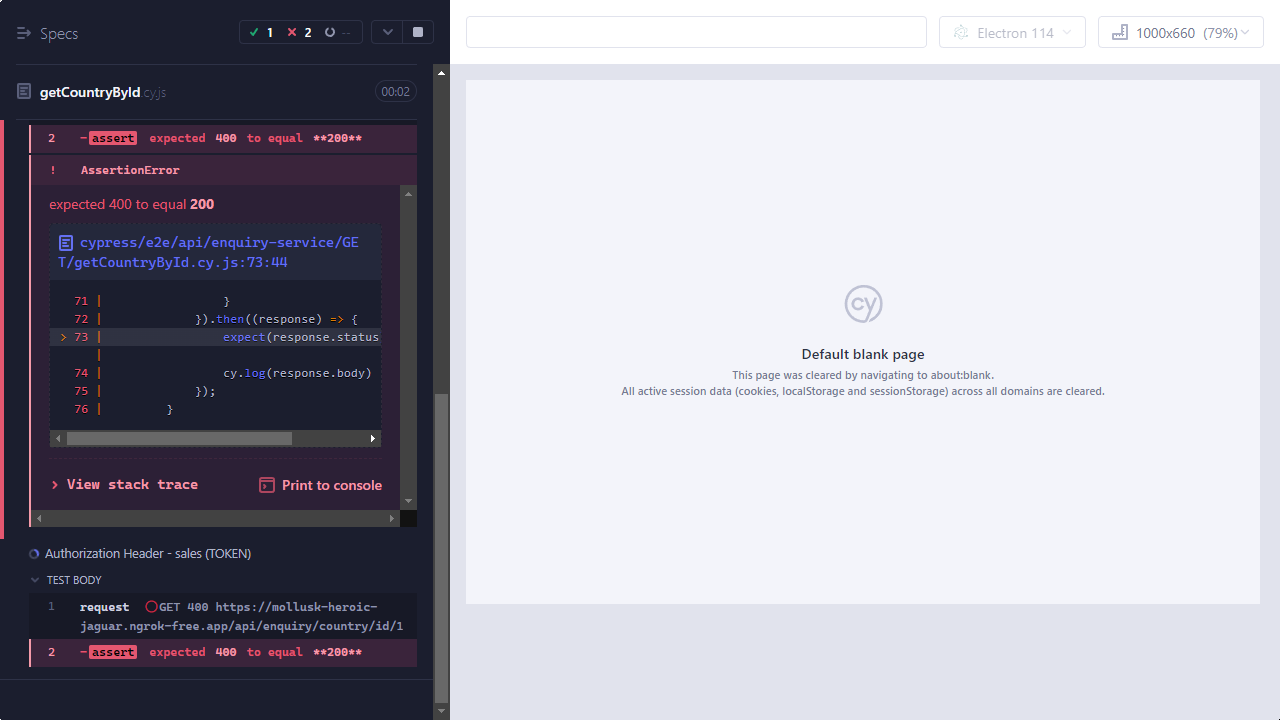 Specs
1
2
--
Electron 114
1000x660 (79%)
getCountryById.cy.js
00:02
2 -assert expected 400 to equal **200**
! AssertionError
expected 400 to equal 200
cypress/e2e/api/enquiry-service/GE
T/getCountryById.cy.js:73:44
71 | }
72 | }).then((response) => {
> 73 | expect(response.status
|
74 | cy.log(response.body)
75 | });
76 | }
> View stack trace
Print to console
Authorization Header - sales (TOKEN)
TEST BODY
1 request GET 400 https://mollusk-heroic-
jaguar.ngrok-free.app/api/enquiry/country/id/1
2 -assert expected 400 to equal **200**
cy
Default blank page
This page was cleared by navigating to about:blank.
All active session data (cookies, localStorage and sessionStorage) across all domains are cleared.